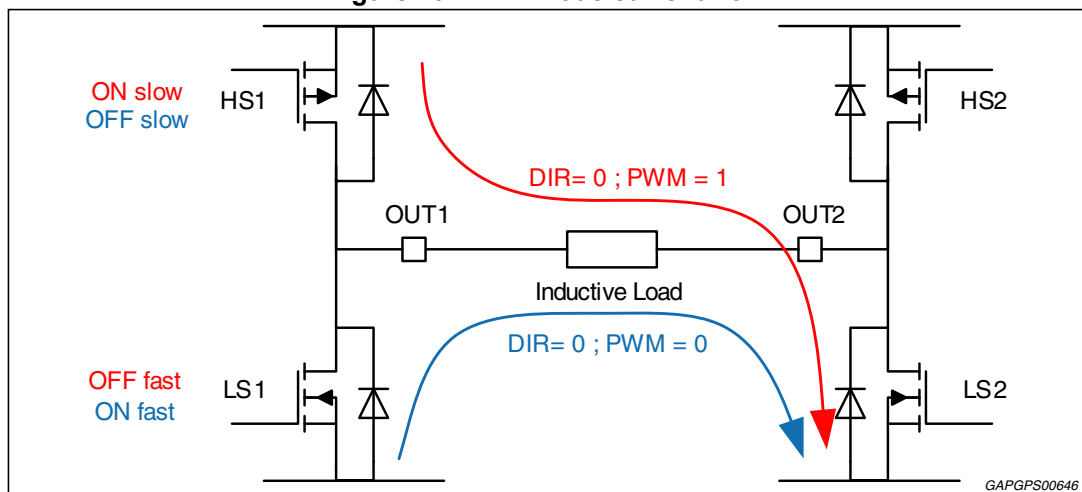 ON slow
OFF slow
HS1
HS2
DIR= 0 ; PWM = 1
OUT1
OUT2
Inductive Load
DIR= 0 ; PWM = 0
OFF fast
ON fast
LS1
LS2
GAPGPS00646